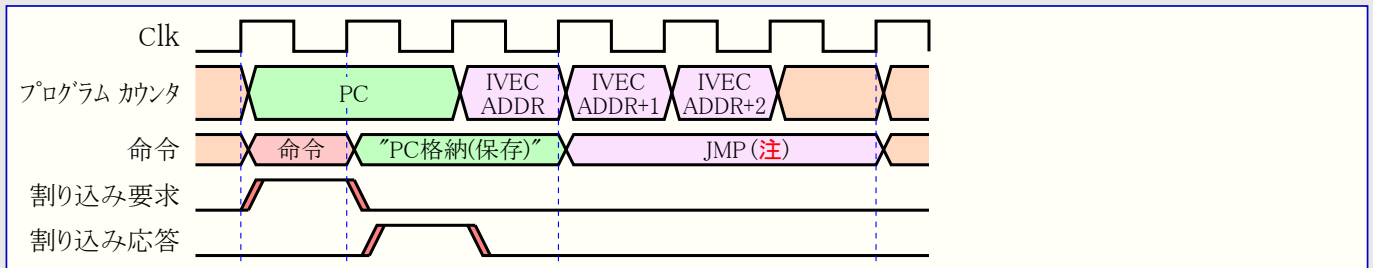 Clk
プログラム カウンタ
PC
IVEC
ADDR
IVEC
ADDR+1
IVEC
ADDR+2
命令
命令
"PC格納(保存)"
JMP (注)
割り込み要求
割り込み応答